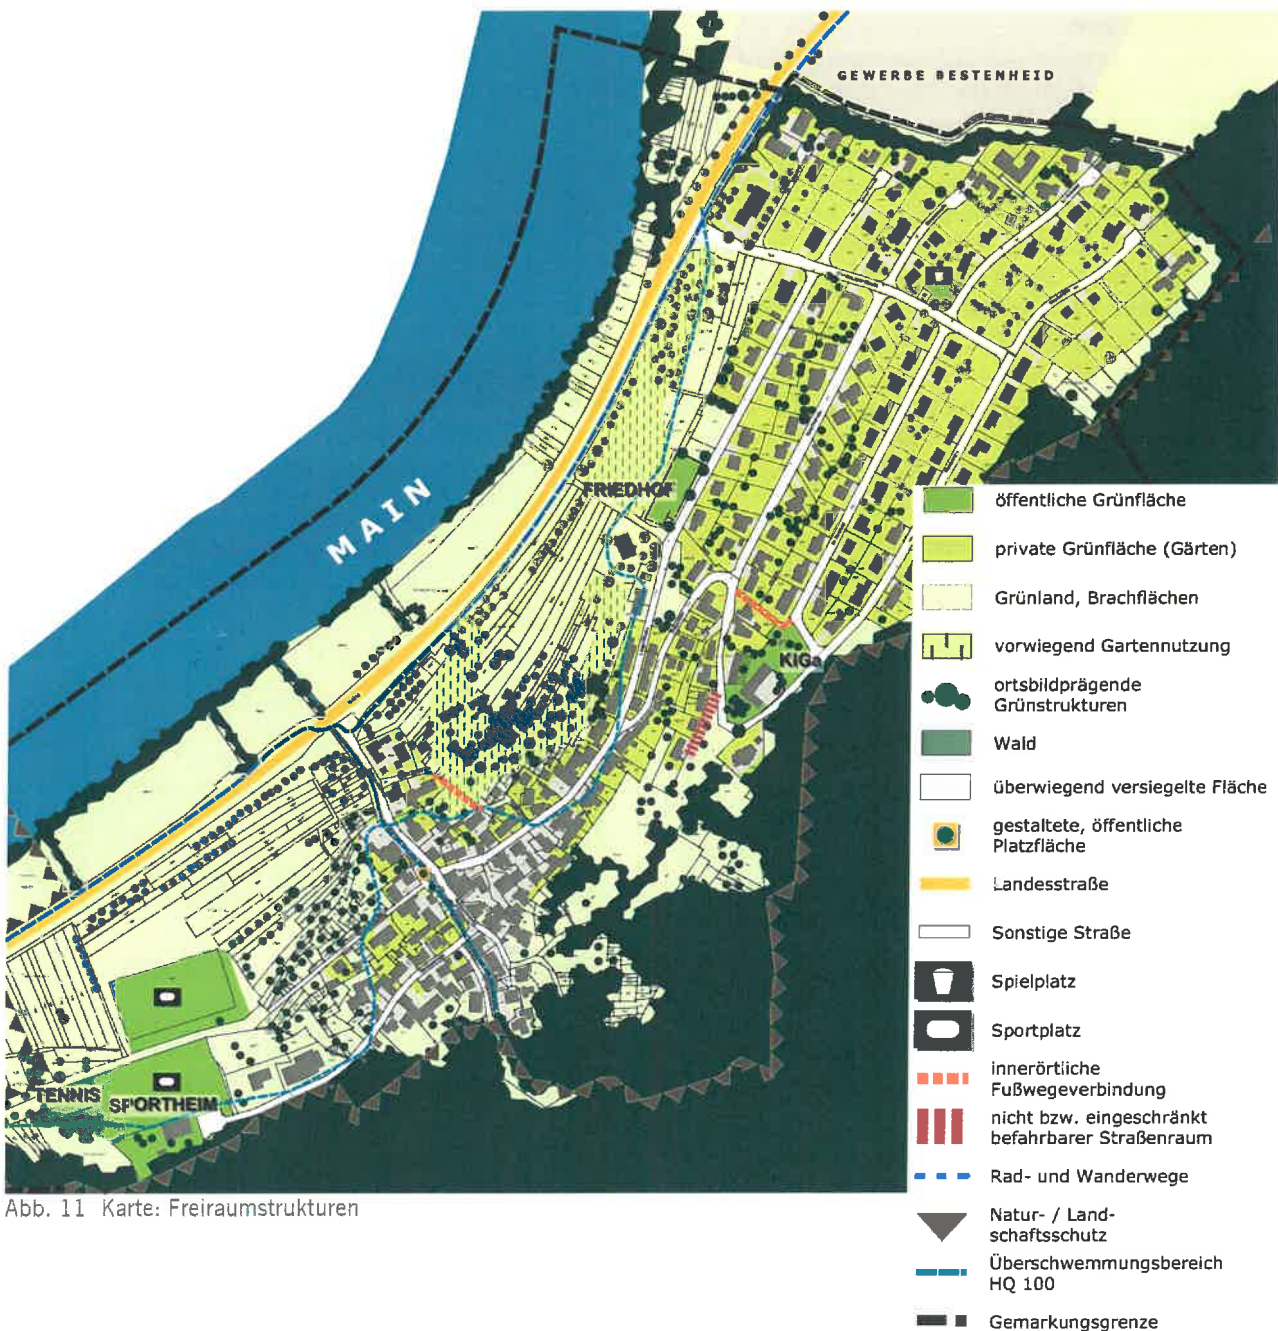 GEWERBE BESTENHEID
MAIN
FRIEDHOF
KIGa
TENNIS
SPORTHEIM
öffentliche Grünfläche
private Grünfläche (Gärten)
Grünland, Brachflächen
vorwiegend Gartennutzung
ortsbildprägende
Grünstrukturen
Wald
überwiegend versiegelte Fläche
gestaltete, öffentliche
Platzfläche
Landesstraße
Sonstige Straße
Spielplatz
Sportplatz
innerörtliche
Fußwegeverbindung
nicht bzw. eingeschränkt
befahrbarer Straßenraum
Rad- und Wanderwege
Natur- / Land-
schaftsschutz
Überschwemmungsbereich
HQ 100
Gemarkungsgrenze
Abb. 11 Karte: Freiraumstrukturen